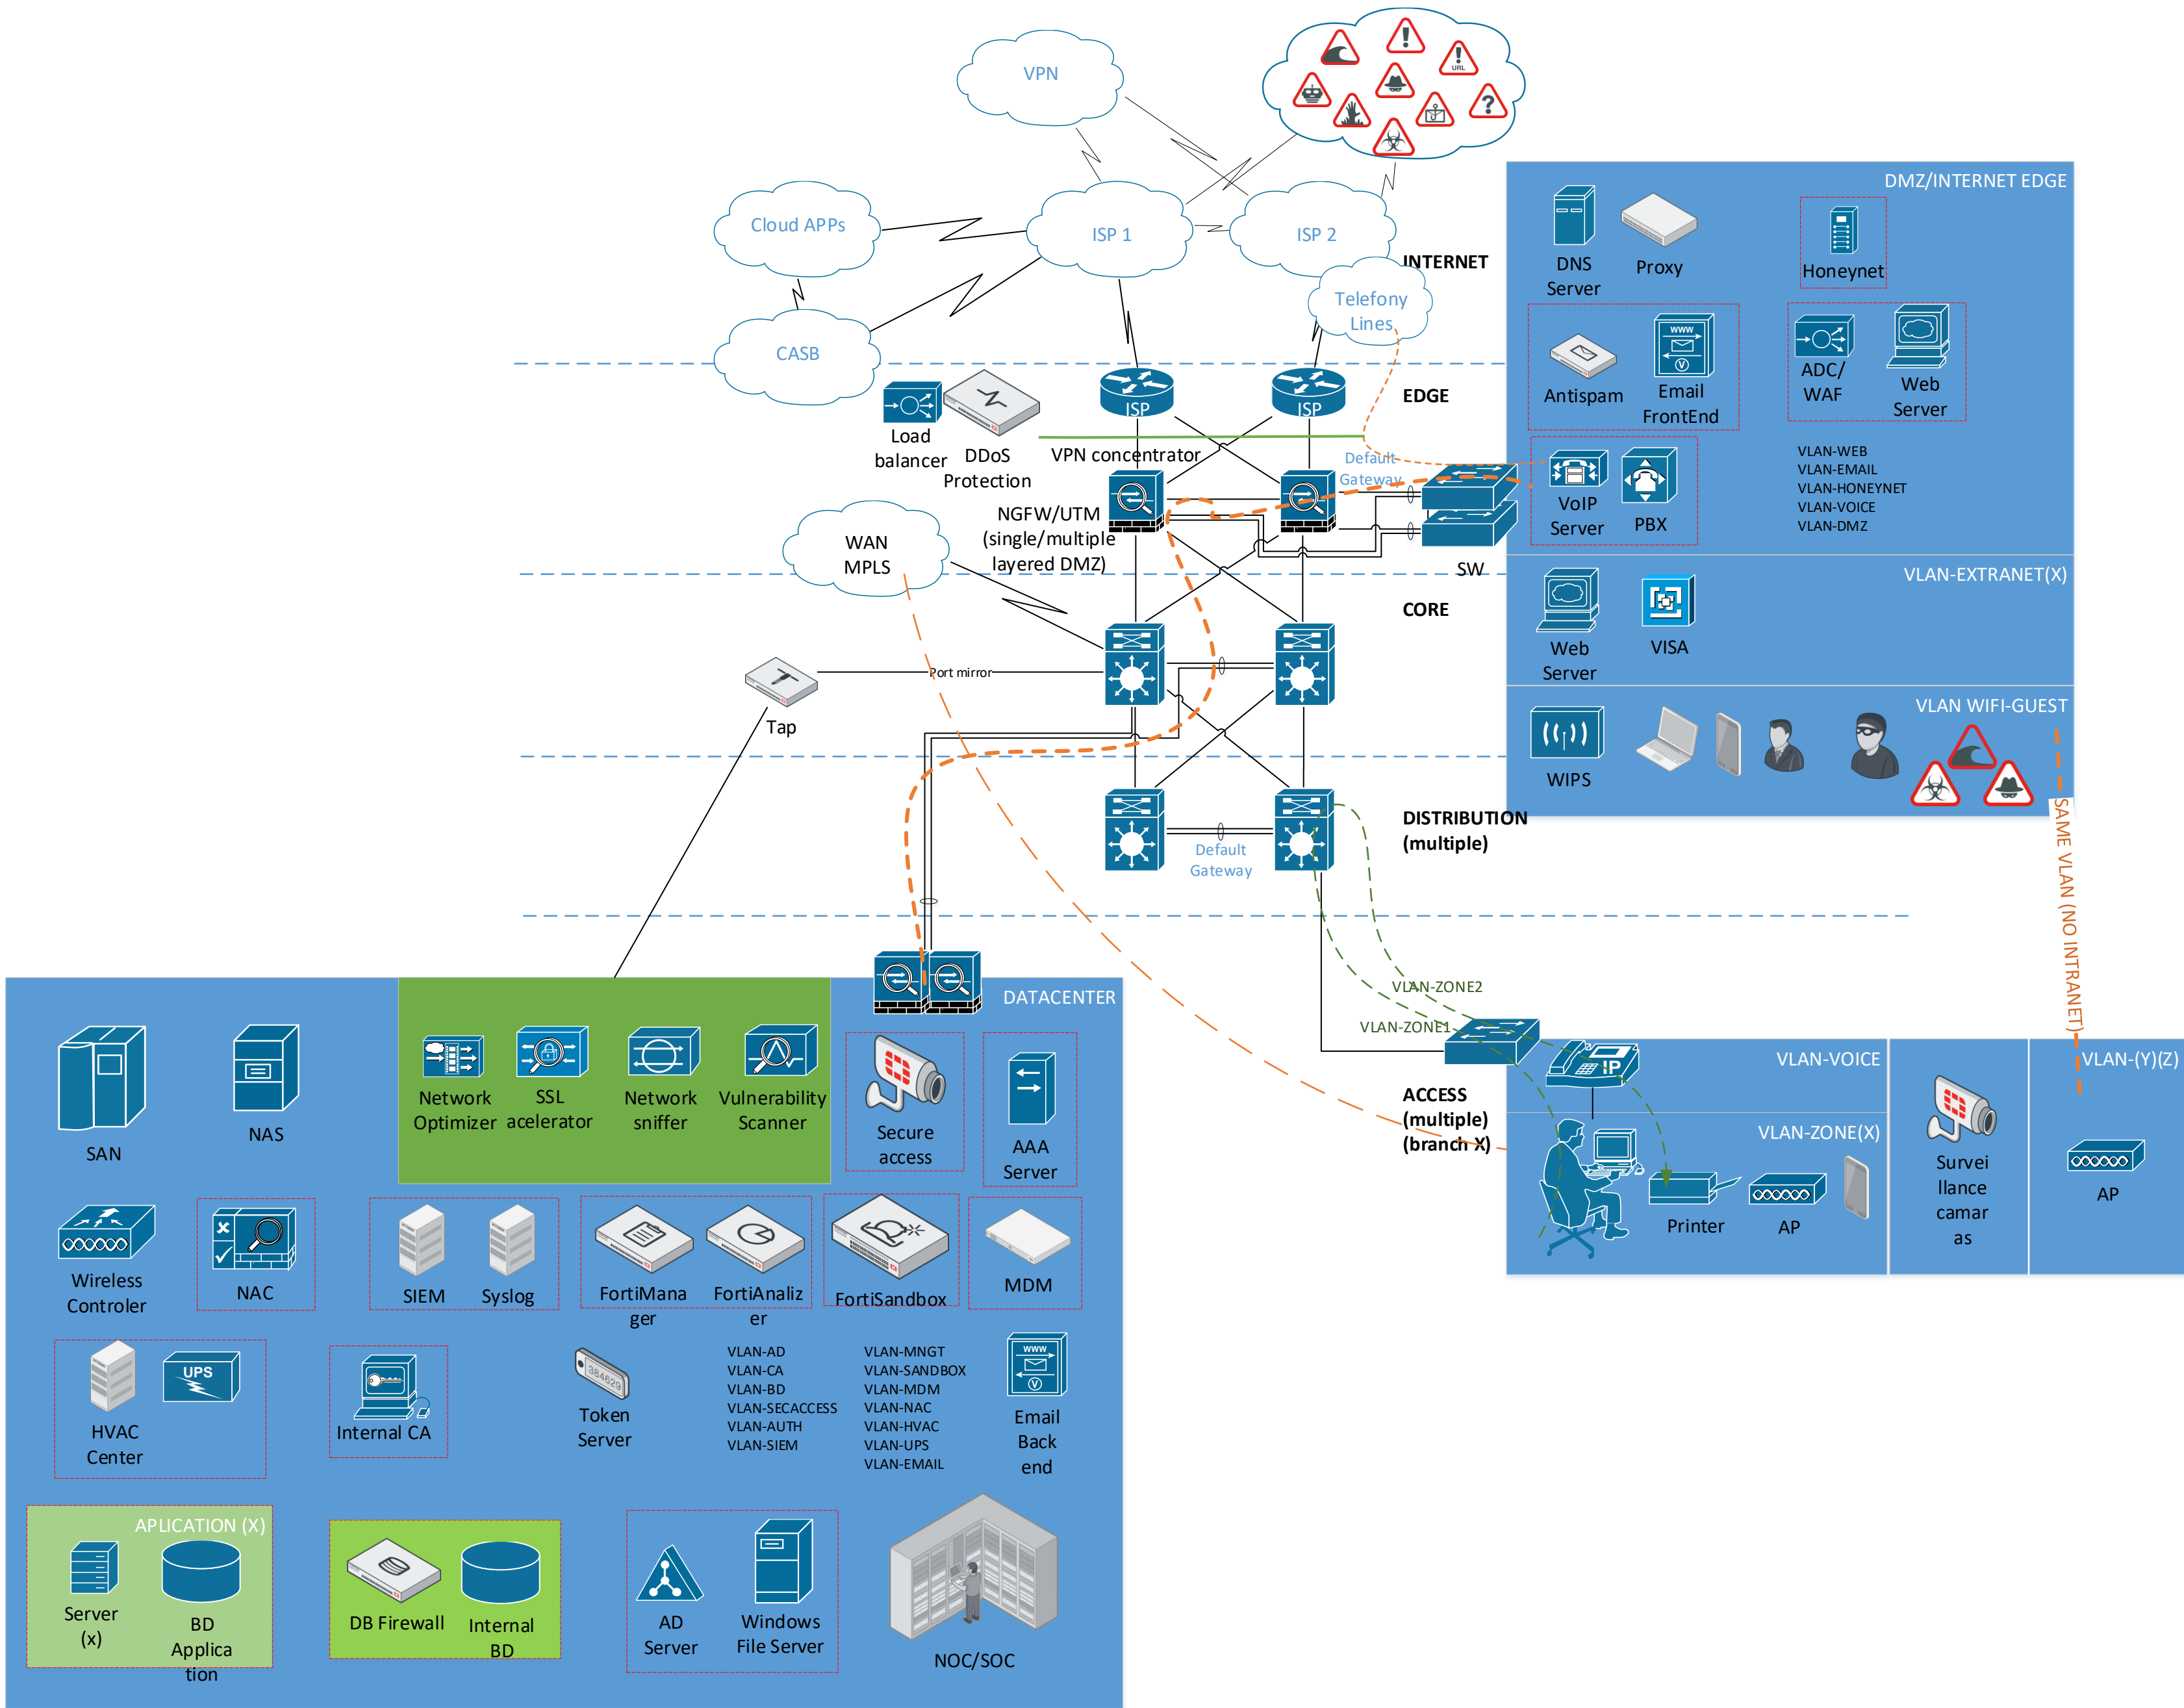 VPN
URL
Cloud APPs
ISP 1
ISP 2
INTERNET
Telefony
Lines
CASB
EDGE
ISP
ISP
Load
balancer
DDoS
Protection
VPN concentrator
Default
Gateway
NGFW/UTM
(single/multiple
layered DMZ)
WAN
MPLS
SW
CORE
Port mirror
Tap
DISTRIBUTION
(multiple)
Default
Gateway
VLAN-ZONE2
VLAN-ZONE1
ACCESS
(multiple)
(branch X)
DMZ/INTERNET EDGE
DNS
Server
Proxy
Honeynet
Antispam
WWW
V
Email
FrontEnd
ADC/
WAF
Web
Server
VoIP
Server
PBX
VLAN-WEB
VLAN-EMAIL
VLAN-HONEYNET
VLAN-VOICE
VLAN-DMZ
VLAN-EXTRANET(X)
Web
Server
VISA
VLAN WIFI-GUEST
WIPS
SAME VLAN (NO INTRANET)
VLAN-VOICE
IP
VLAN-ZONE(X)
Printer
AP
Survei
llance
camar
as
VLAN-(Y)(Z)
AP
DATACENTER
SAN
NAS
Network
Optimizer
SSL
acelerator
Network
sniffer
Vulnerability
Scanner
Secure
access
AAA
Server
Wireless
Controler
NAC
SIEM
Syslog
FortiMana
ger
FortiAnaliz
er
FortiSandbox
MDM
HVAC
Center
UPS
Internal CA
384629
Token
Server
VLAN-AD
VLAN-CA
VLAN-BD
VLAN-SECACCESS
VLAN-AUTH
VLAN-SIEM
VLAN-MNGT
VLAN-SANDBOX
VLAN-MDM
VLAN-NAC
VLAN-HVAC
VLAN-UPS
VLAN-EMAIL
WWW
V
Email
Back
end
APLICATION (X)
Server
(x)
BD
Applica
tion
DB Firewall
Internal
BD
AD
Server
Windows
File Server
NOC/SOC